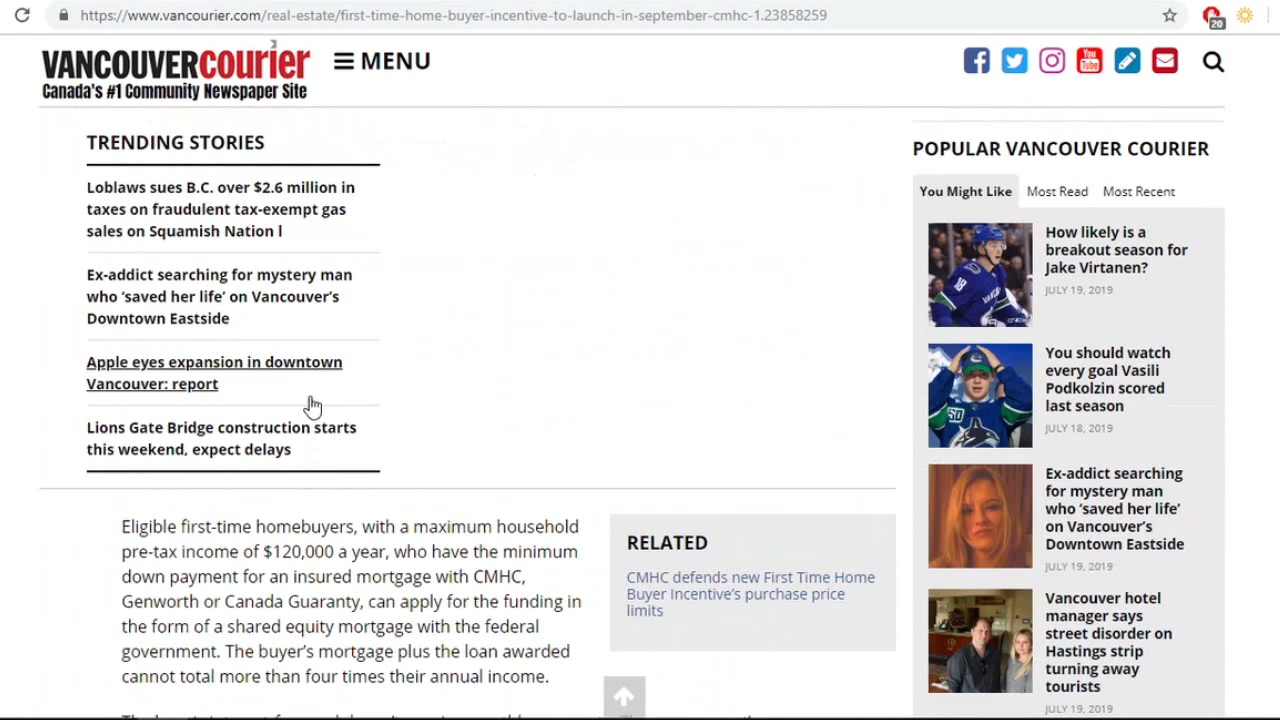 https://www.vancourier.com/real-estate/first-time-home-buyer-incentive-to-launch-in-september-cmhc-1.23858259
20
VANCOUVERcourier
Canada's #1 Community Newspaper Site
MENU
You
Tube
TRENDING STORIES
Loblaws sues B.C. over $2.6 million in
taxes on fraudulent tax-exempt gas
sales on Squamish Nation l
Ex-addict searching for mystery man
who ‘saved her life’ on Vancouver’s
Downtown Eastside
Apple eyes expansion in downtown
Vancouver: report
Lions Gate Bridge construction starts
this weekend, expect delays
Eligible first-time homebuyers, with a maximum household
pre-tax income of $120,000 a year, who have the minimum
down payment for an insured mortgage with CMHC,
Genworth or Canada Guaranty, can apply for the funding in
the form of a shared equity mortgage with the federal
government. The buyer’s mortgage plus the loan awarded
cannot total more than four times their annual income.
RELATED
CMHC defends new First Time Home
Buyer Incentive’s purchase price
limits
POPULAR VANCOUVER COURIER
You Might Like Most Read Most Recent
18
How likely is a
breakout season for
Jake Virtanen?
JULY 19, 2019
50
You should watch
every goal Vasili
Podkolzin scored
last season
JULY 18, 2019
Ex-addict searching
for mystery man
who ‘saved her life’
on Vancouver’s
Downtown Eastside
JULY 19, 2019
Vancouver hotel
manager says
street disorder on
Hastings strip
turning away
tourists
JULY 19, 2019